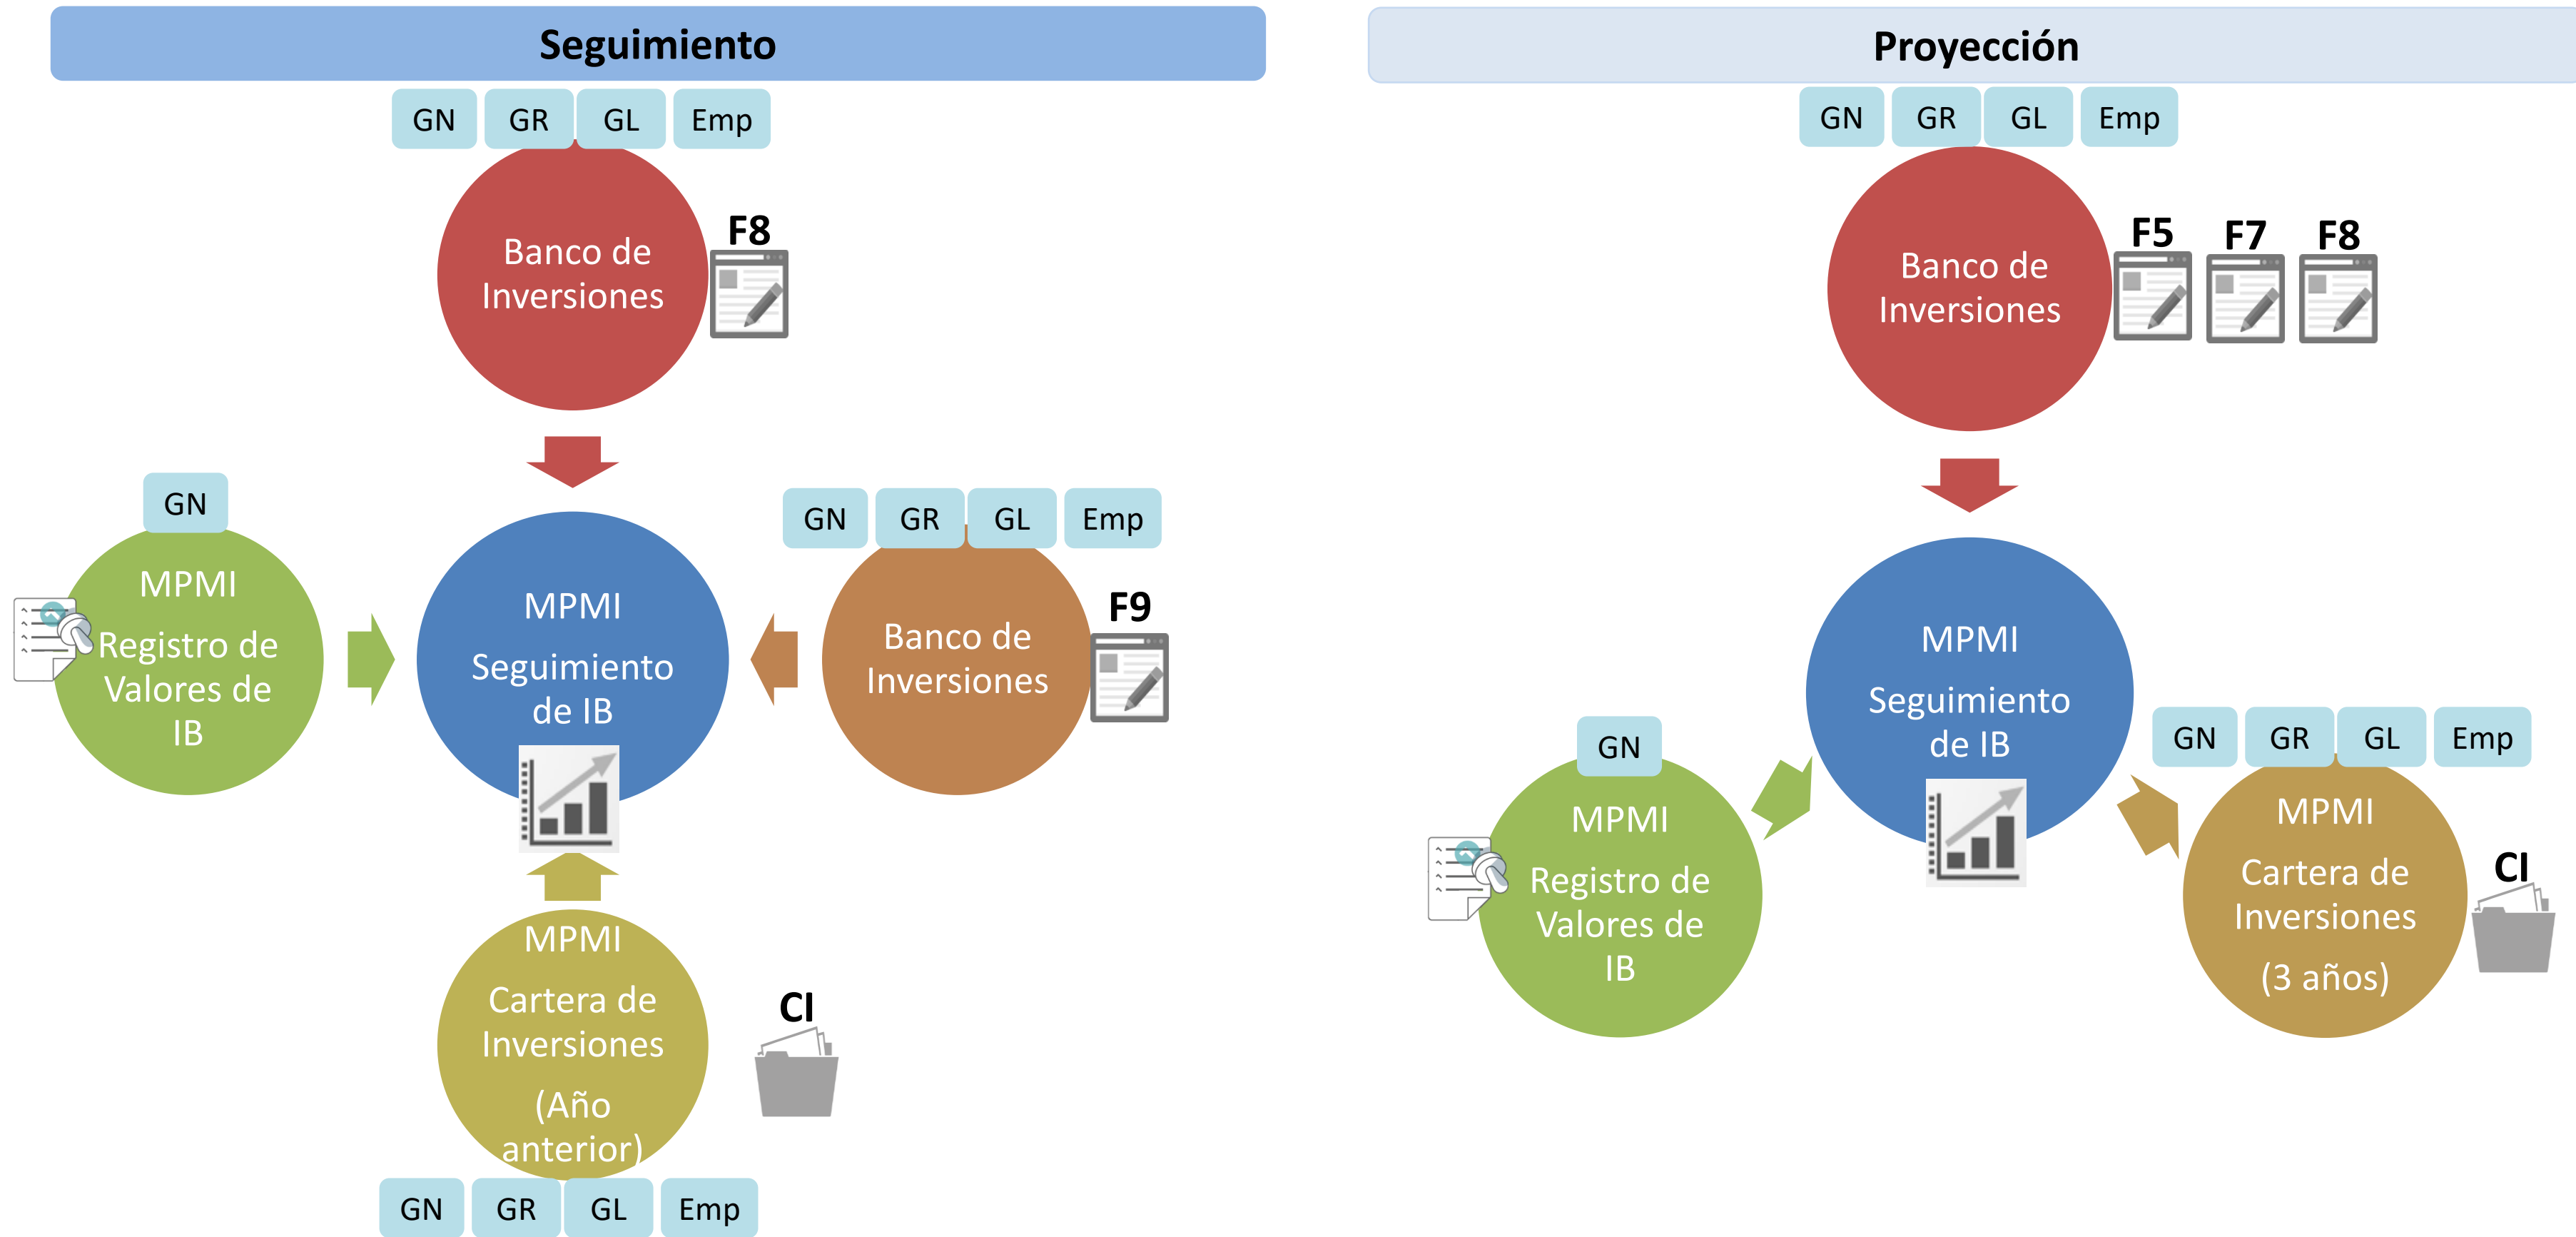 Seguimiento
GN GR GL Emp
Banco de
Inversiones
F8
GN
MPMI
Registro de
Valores de
IB
MPMI
Seguimiento
de IB
GN GR GL Emp
Banco de
Inversiones
F9
MPMI
Cartera de
Inversiones
(Año
anterior)
CI
GN GR GL Emp
Proyección
GN GR GL Emp
Banco de
Inversiones
F5 F7 F8
MPMI
Seguimiento
de IB
GN
MPMI
Registro de
Valores de
IB
GN GR GL Emp
MPMI
Cartera de
Inversiones
(3 años)
CI